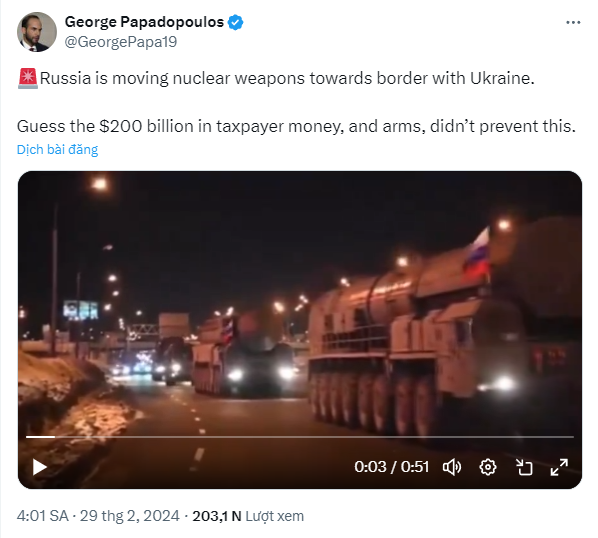 George Papadopoulos
@GeorgePapa19
🚨Russia is moving nuclear weapons towards border with Ukraine.
Guess the $200 billion in taxpayer money, and arms, didn’t prevent this.
Dịch bài đăng
0:03 / 0:51
4:01 SA · 29 thg 2, 2024 · 203,1 N Lượt xem